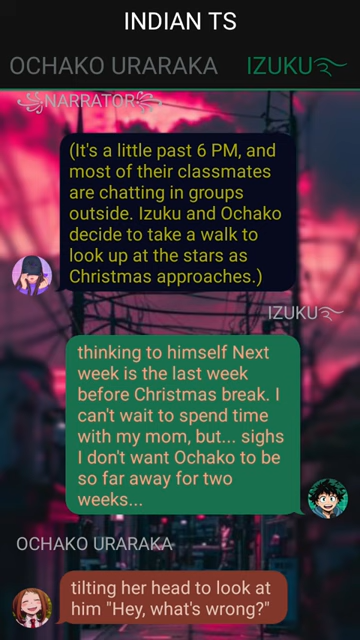 INDIAN TS
OCHAKO URARAKA IZUKU
NARRATOR
(It's a little past 6 PM, and
most of their classmates
are chatting in groups
outside. Izuku and Ochako
decide to take a walk to
look up at the stars as
Christmas approaches.)
IZUKU
thinking to himself Next
week is the last week
before Christmas break. I
can't wait to spend time
with my mom, but... sighs
I don't want Ochako to be
so far away for two
weeks...
OCHAKO URARAKA
tilting her head to look at
him "Hey, what's wrong?"